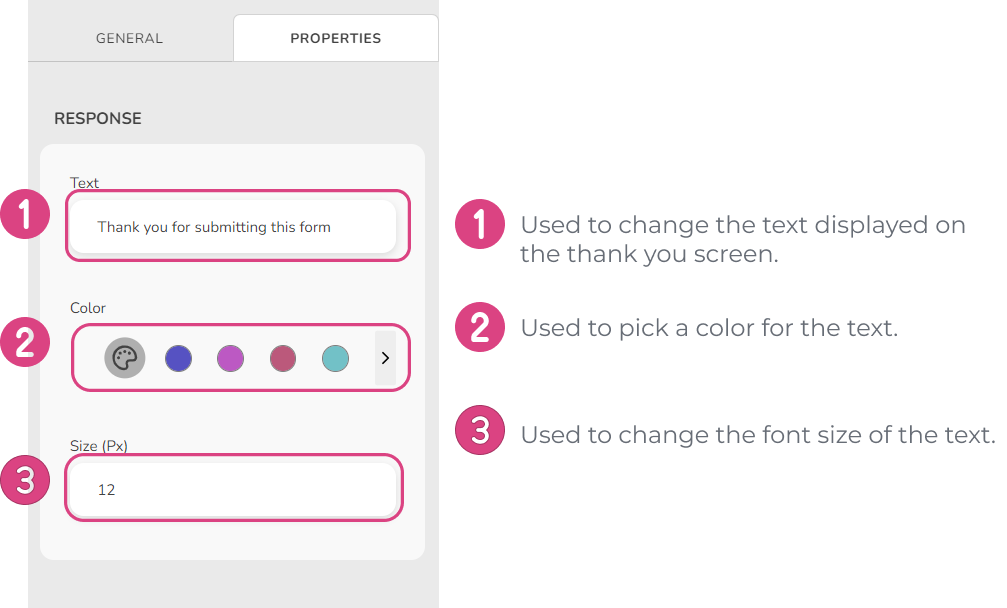 GENERAL
PROPERTIES
RESPONSE
Text
1
Thank you for submitting this form
Color
2
Size (Px)
3
12
1
Used to change the text displayed on
the thank you screen.
2
Used to pick a color for the text.
3
Used to change the font size of the text.